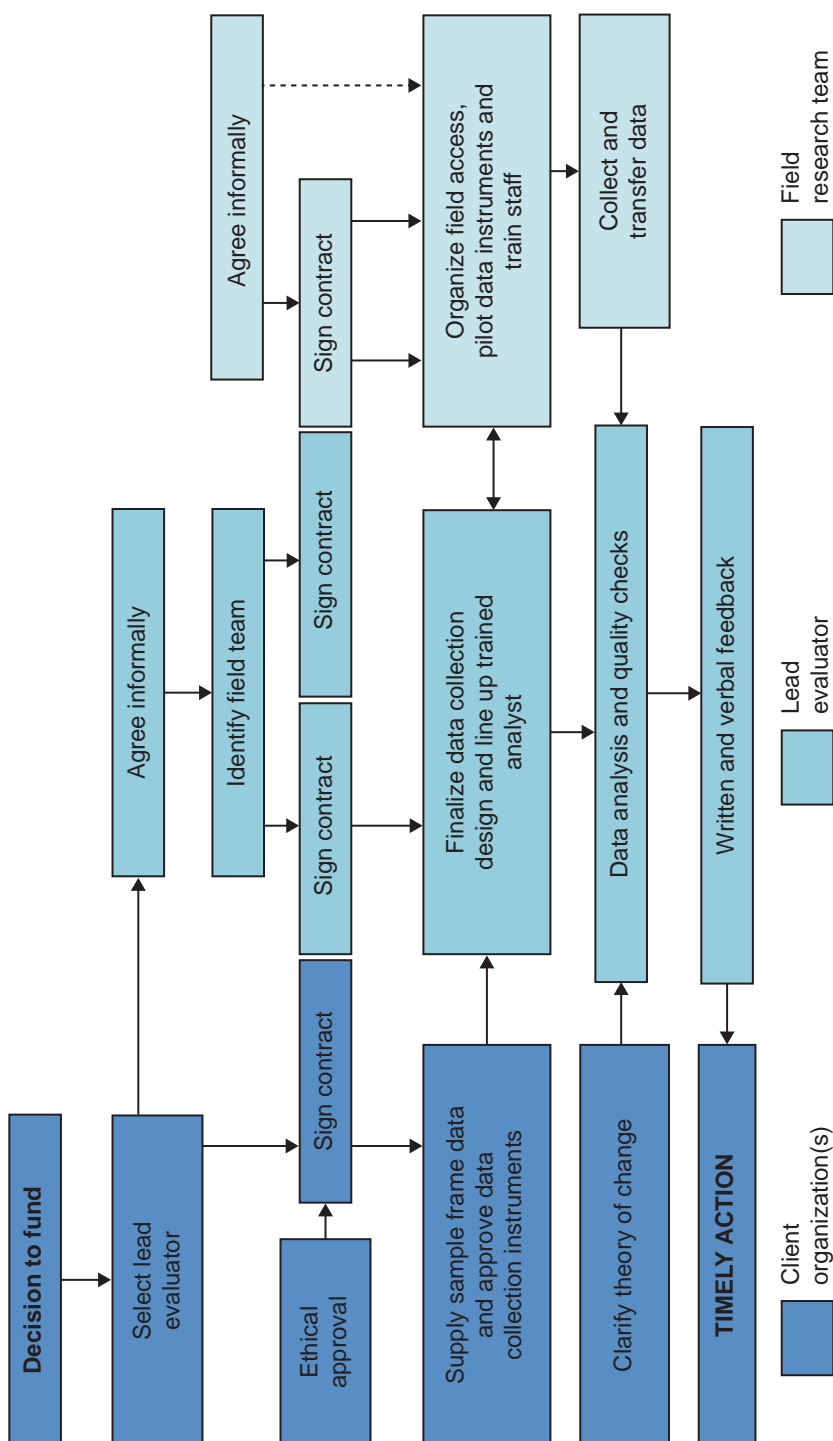 Decision to fund
Select lead
evaluator
Agree informally
Identify field team
Agree informally
Ethical
approval
Sign contract
Sign contract
Sign contract
Sign contract
Supply sample frame data
and approve data
collection instruments
Finalize data collection
design and line up trained
analyst
Organize field access,
pilot data instruments and
train staff
Clarify theory of change
Data analysis and quality checks
Collect and
transfer data
TIMELY ACTION
Written and verbal feedback
Client
organization(s)
Lead
evaluator
Field
research team